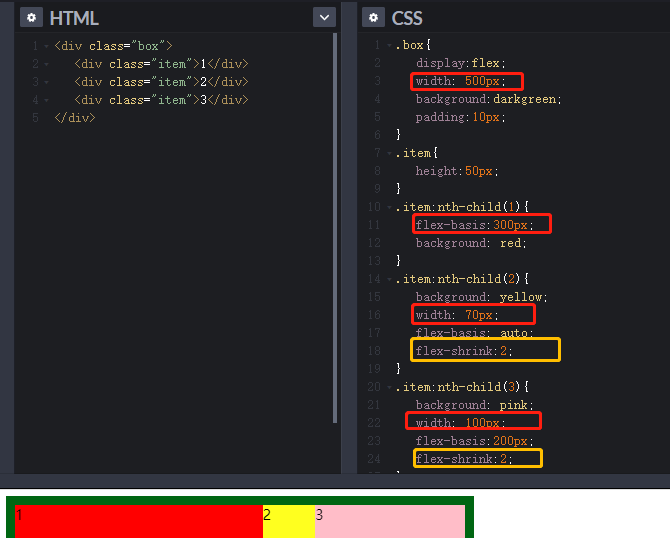 HTML
1 <div class="box">
2 <div class="item">1</div>
3 <div class="item">2</div>
4 <div class="item">3</div>
5 </div>
CSS
1 .box{
2 display:flex;
3 width: 500px;
4 background:darkgreen;
5 padding:10px;
6 }
7 .item{
8 height:50px;
9 }
10 .item:nth-child(1){
11 flex-basis:300px;
12 background: red;
13 }
14 .item:nth-child(2){
15 background: yellow;
16 width: 70px;
17 flex-basis: auto;
18 flex-shrink:2;
19 }
20 .item:nth-child(3){
21 background: pink;
22 width: 100px;
23 flex-basis:200px;
24 flex-shrink:2;
1 2 3